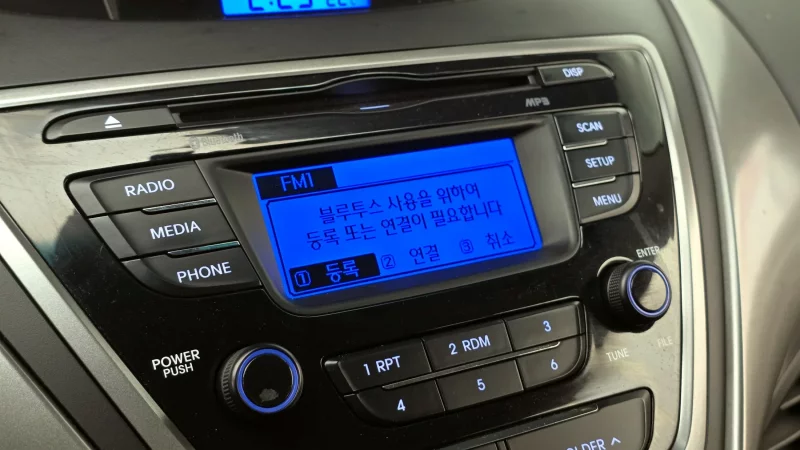 DISP
MP3
Bluetooth
SCAN
RADIO
FM1
SETUP
블루투스 사용을 위하여
MEDIA
등록 또는 연결이 필요합니다
MENU
PHONE
1 등록 2 연결 3 취소
ENTER
POWER
PUSH
1 RPT
2 RDM
3
TUNE
FILE
4
5
6